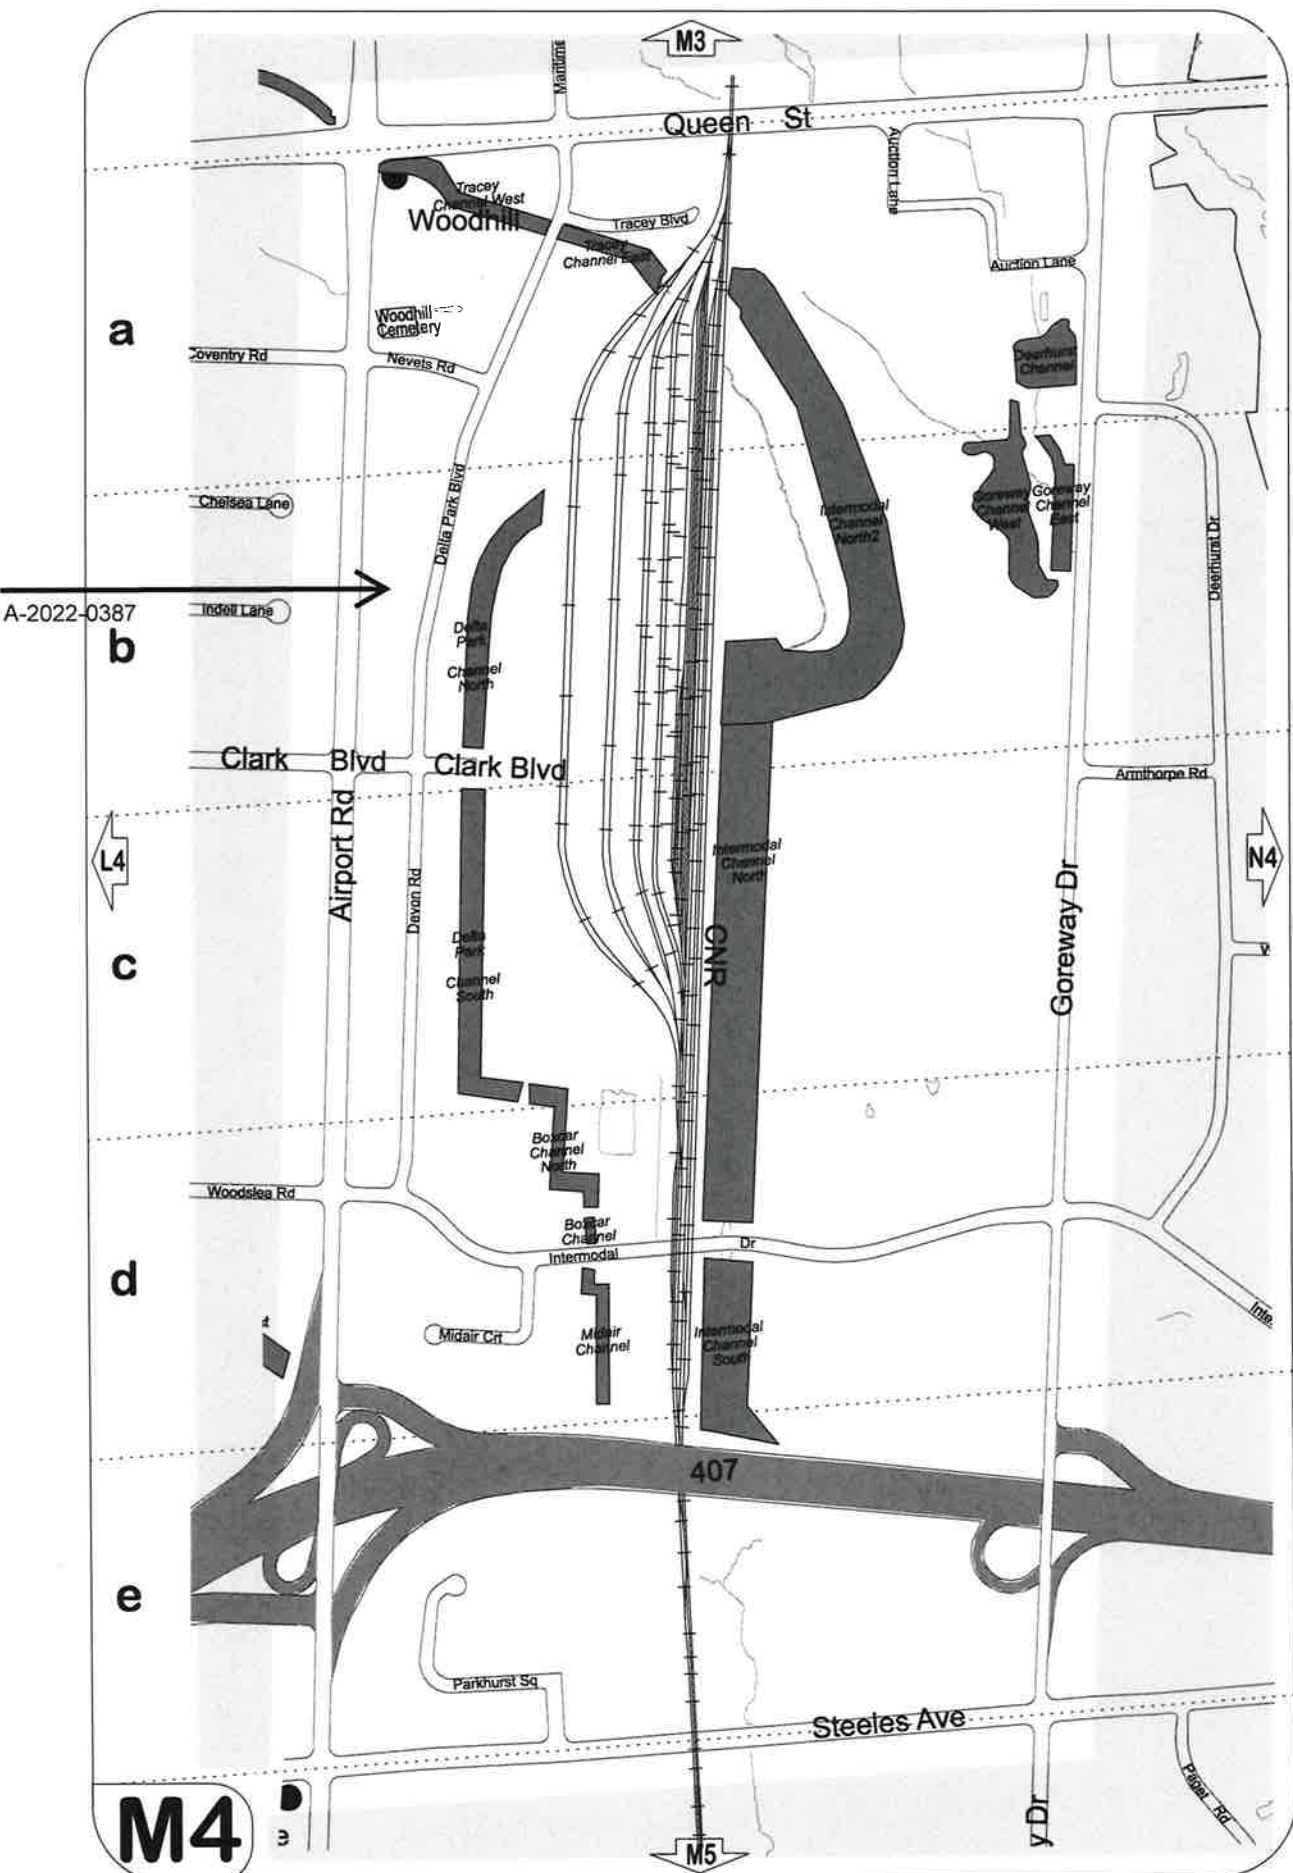 M3
Maritime
Queen St
Auction Lane
Tracey
Channel West
Woodhill
Tracey Blvd
Tracey
Channel East
Auction Lane
a
Woodhill
Cemetery
Coventry Rd
Nevets Rd
Deerhurst
Channel
Chelsea Lane
Delta Park Blvd
Intermodal
Channel
North2
Goreway
Channel
West
Goreway
Channel
East
Deerhurst Dr
A-2022-0387
Indell Lane
b
Delta
Park
Channel
North
Clark Blvd
Clark Blvd
Armthorpe Rd
L4
Airport Rd
Devon Rd
Intermodal
Channel
North
N4
Goreway Dr
c
Delta
Park
Channel
South
CNR
Boxcar
Channel
North
Woodslea Rd
Boxcar
Channel
Intermodal
Dr
d
Midair Crt
Midair
Channel
Intermodal
Channel
South
Inte
407
e
Parkhurst Sq
Steeles Ave
Paget Rd
M4
e
y Dr
M5